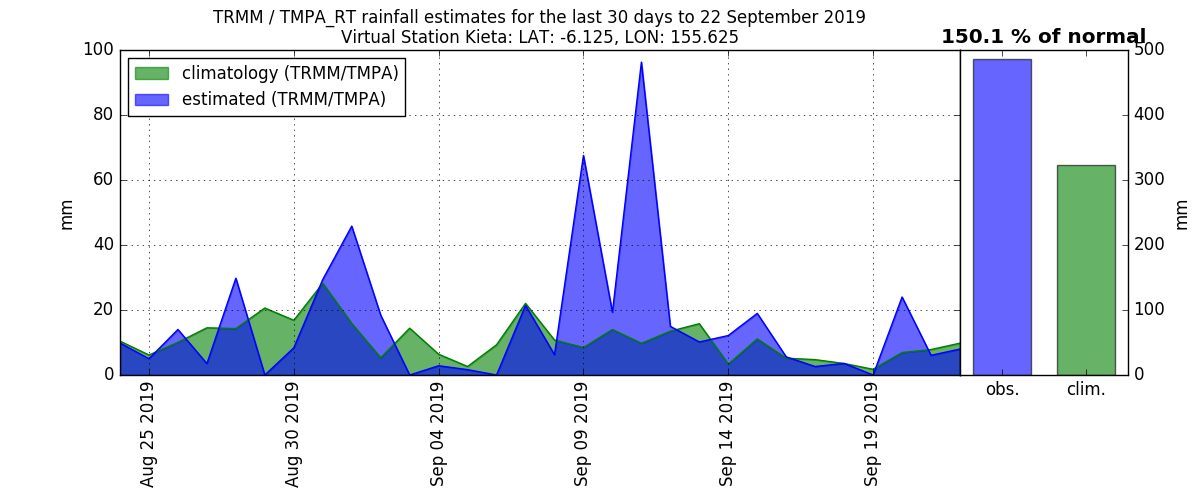 TRMM / TMPA_RT rainfall estimates for the last 30 days to 22 September 2019
Virtual Station Kieta: LAT: -6.125, LON: 155.625
150.1 % of normal
climatology (TRMM/TMPA)
estimated (TRMM/TMPA)
100
80
60
40
20
0
mm
Aug 25 2019
Aug 30 2019
Sep 04 2019
Sep 09 2019
Sep 14 2019
Sep 19 2019
obs.
clim.
500
400
300
200
100
0
mm